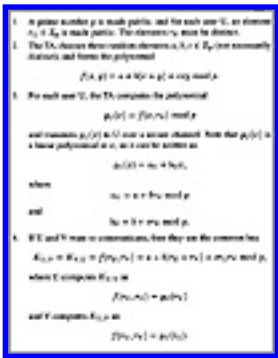 1. A prime number p is made public, and for each user U, an element
r_U ∈ Z_p is made public. The elements r_U must be distinct.
2. The TA chooses three random elements a, b, c ∈ Z_p (not necessarily
distinct), and forms the polynomial
f(x, y) = a + b(x + y) + cxy mod p
3. For each user U, the TA computes the polynomial
g_U(x) = f(x, r_U) mod p
and transmits g_U(x) to U over a secure channel. Note that g_U(x) is
a linear polynomial in x, so it can be written as
g_U(x) = a_U + b_U x,
where
a_U = a + b r_U mod p
and
b_U = b + c r_U mod p.
4. If U and V want to communicate, then they use the common key
K_{U,V} = K_{V,U} = f(r_U, r_V) = a + b(r_U + r_V) + c r_U r_V mod p,
where U computes K_{U,V} as
f(r_U, r_V) = g_U(r_V)
and V computes K_{U,V} as
f(r_U, r_V) = g_V(r_U).